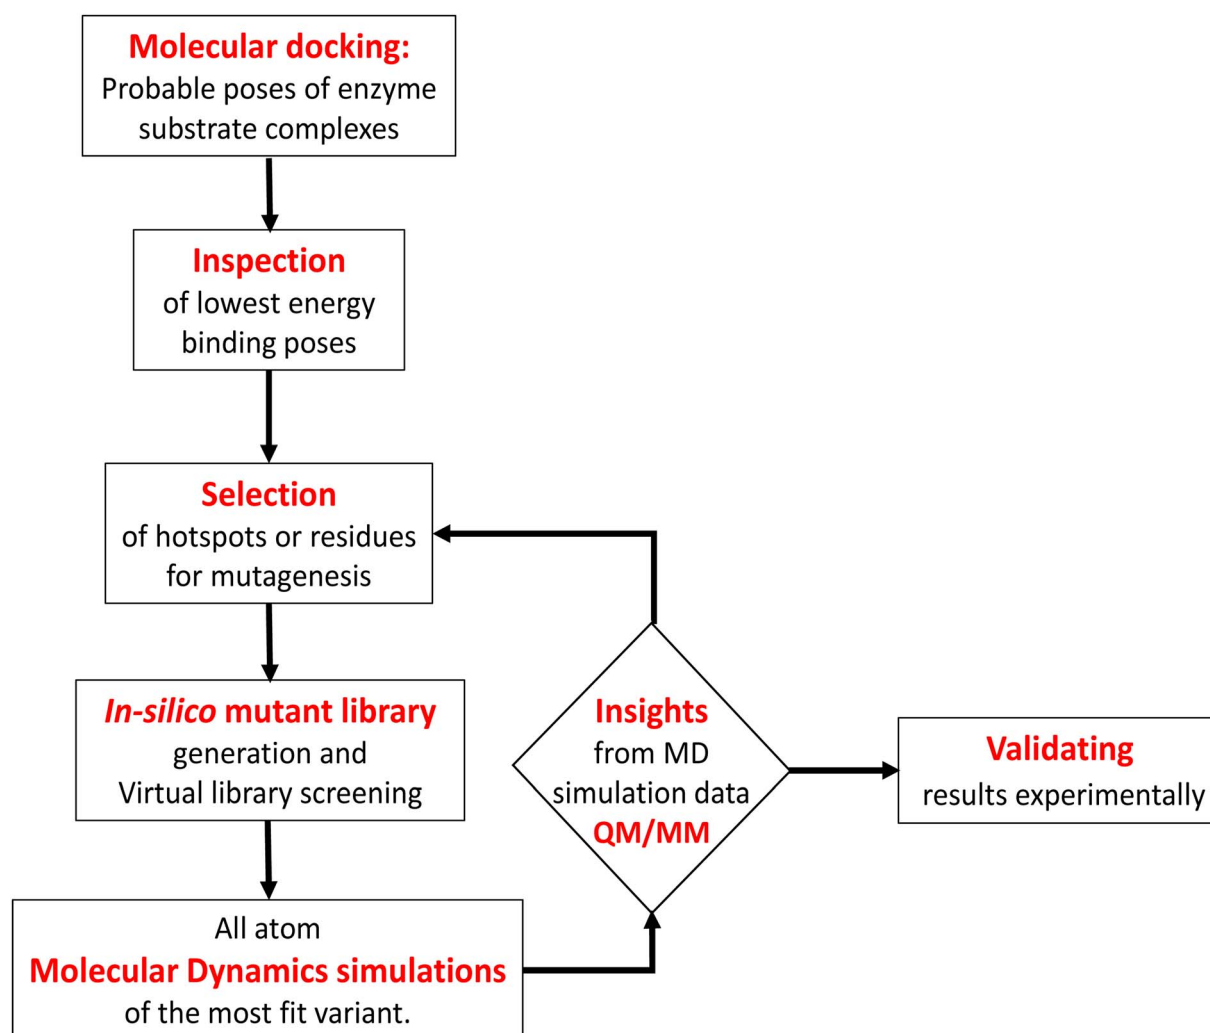 Molecular docking:
Probable poses of enzyme
substrate complexes
Inspection
of lowest energy
binding poses
Selection
of hotspots or residues
for mutagenesis
In-silico mutant library
generation and
Virtual library screening
All atom
Molecular Dynamics simulations
of the most fit variant.
Insights
from MD
simulation data
QM/MM
Validating
results experimentally